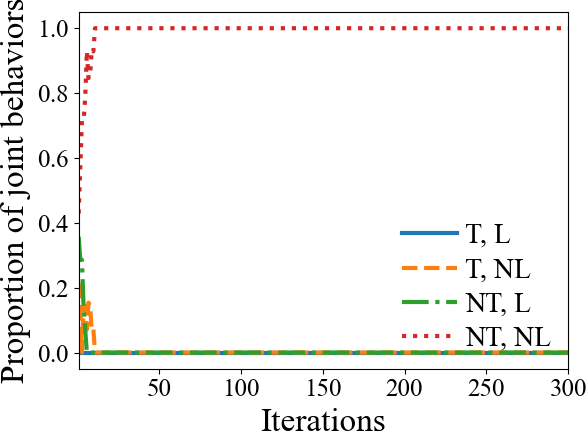 Proportion of joint behaviors
1.0
0.8
0.6
0.4
0.2
0.0
T, L
T, NL
NT, L
NT, NL
50
100
150
200
250
300
Iterations